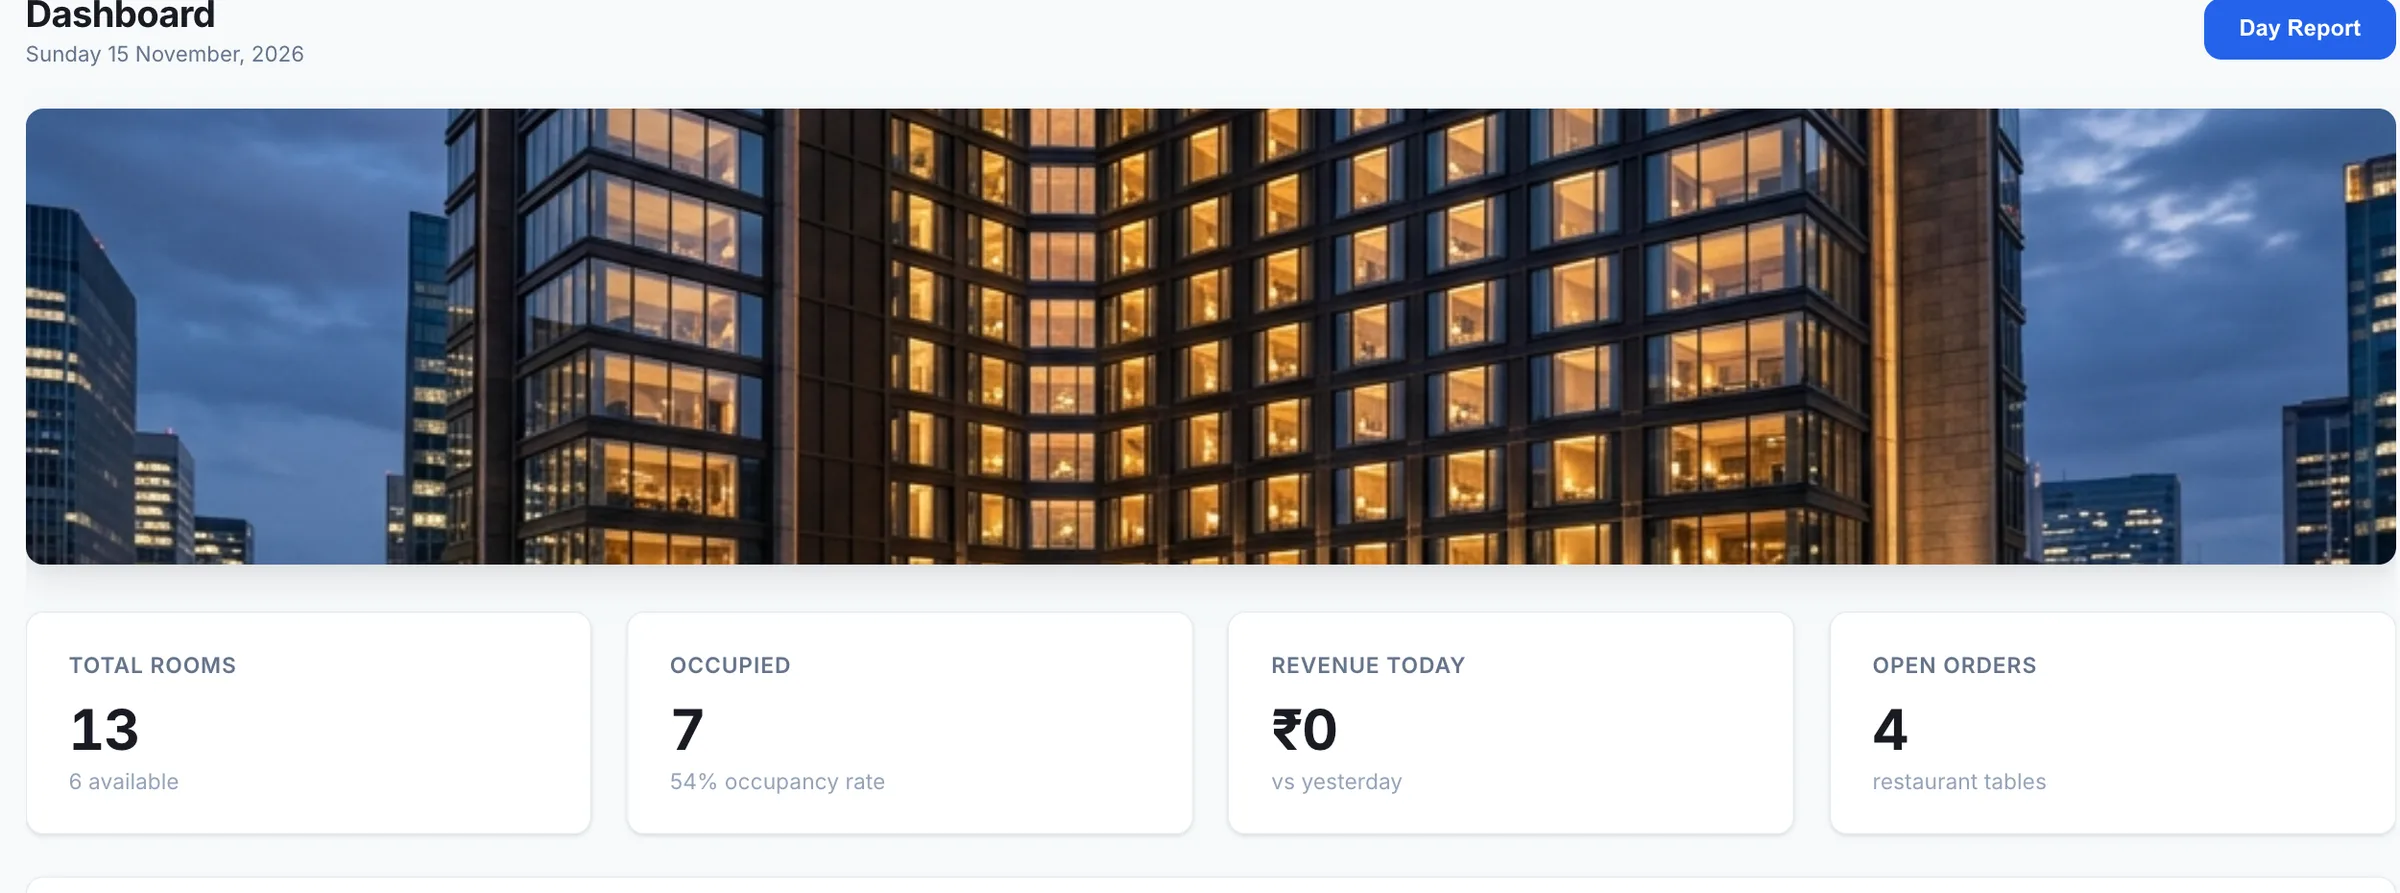 Dashboard
Sunday 15 November, 2026
Day Report
TOTAL ROOMS
13
6 available
OCCUPIED
7
54% occupancy rate
REVENUE TODAY
₹0
vs yesterday
OPEN ORDERS
4
restaurant tables